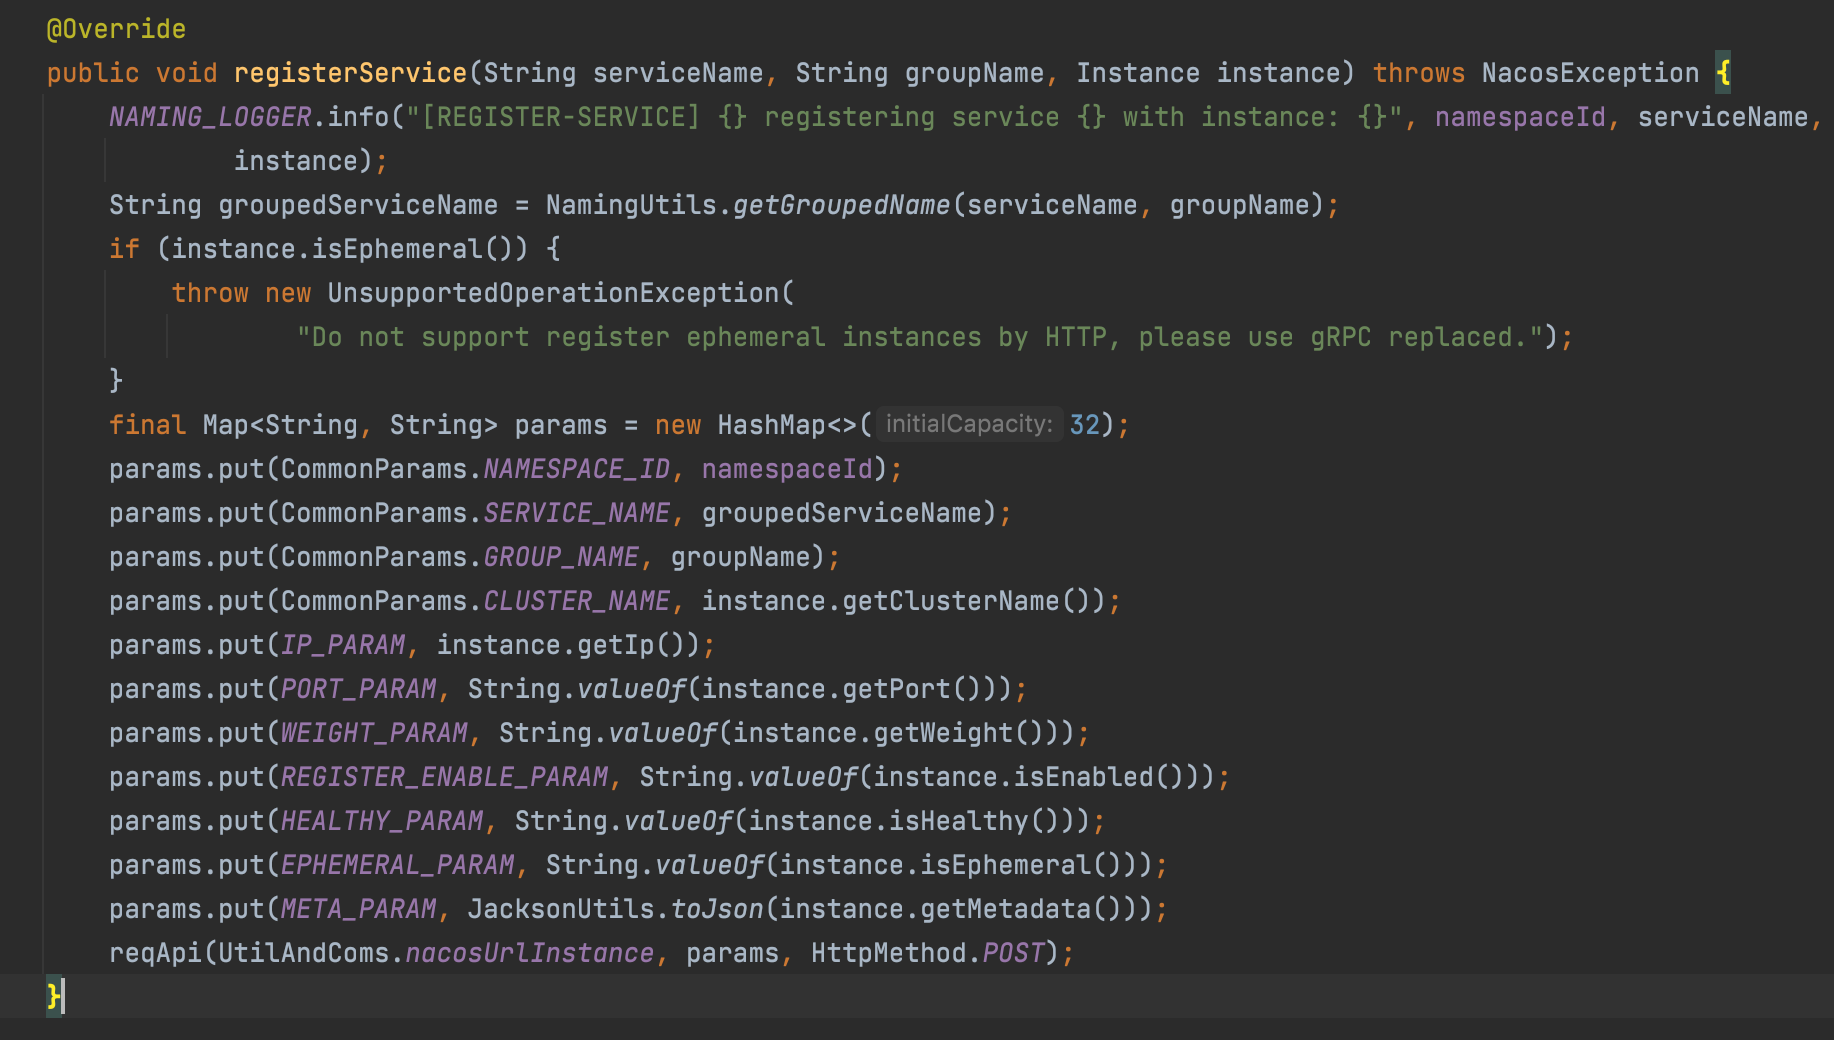 @Override
public void registerService(String serviceName, String groupName, Instance instance) throws NacosException {
NAMING_LOGGER.info("[REGISTER-SERVICE] {} registering service {} with instance: {}", namespaceId, serviceName,
instance);
String groupedServiceName = NamingUtils.getGroupedName(serviceName, groupName);
if (instance.isEphemeral()) {
throw new UnsupportedOperationException(
"Do not support register ephemeral instances by HTTP, please use gRPC replaced.");
}
final Map<String, String> params = new HashMap<>( initialCapacity: 32);
params.put(CommonParams.NAMESPACE_ID, namespaceId);
params.put(CommonParams.SERVICE_NAME, groupedServiceName);
params.put(CommonParams.GROUP_NAME, groupName);
params.put(CommonParams.CLUSTER_NAME, instance.getClusterName());
params.put(IP_PARAM, instance.getIp());
params.put(PORT_PARAM, String.valueOf(instance.getPort()));
params.put(WEIGHT_PARAM, String.valueOf(instance.getWeight()));
params.put(REGISTER_ENABLE_PARAM, String.valueOf(instance.isEnabled()));
params.put(HEALTHY_PARAM, String.valueOf(instance.isHealthy()));
params.put(EPHEMERAL_PARAM, String.valueOf(instance.isEphemeral()));
params.put(META_PARAM, JacksonUtils.toJson(instance.getMetadata()));
reqApi(UtilAndComs.nacosUrlInstance, params, HttpMethod.POST);
}